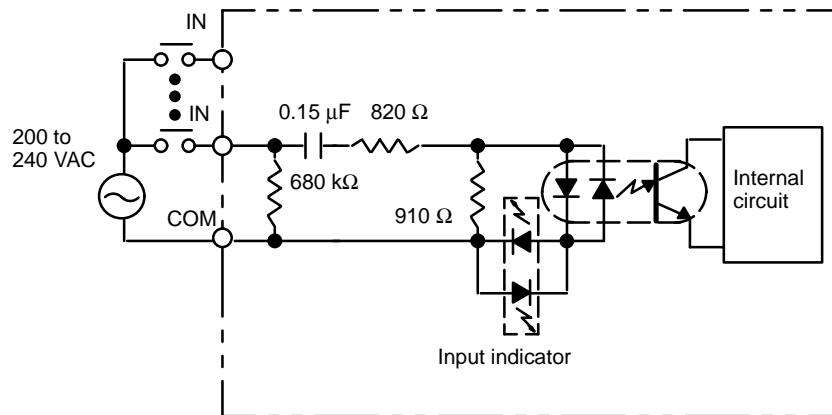 IN
IN
0.15 μF
820 Ω
200 to
240 VAC
680 kΩ
Internal
circuit
COM
910 Ω
Input indicator